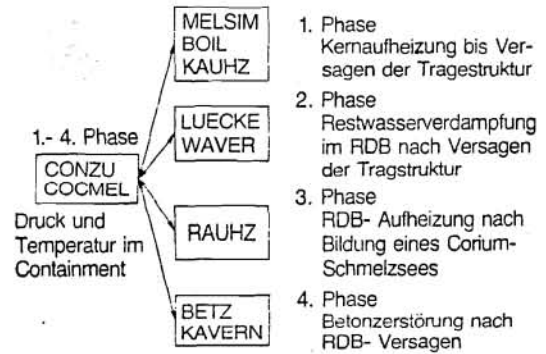 MELSIM
BOIL
KAUHZ
1. Phase
Kernaufheizung bis Ver-
sagen der Tragestruktur
LUECKE
WAVER
2. Phase
Restwasserverdampfung
im RDB nach Versagen
der Tragstruktur
1.- 4. Phase
CONZU
COCMEL
Druck und
Temperatur im
Containment
RAUHZ
3. Phase
RDB- Aufheizung nach
Bildung eines Corium-
Schmelzsees
BETZ
KAVERN
4. Phase
Betonzerstörung nach
RDB- Versagen